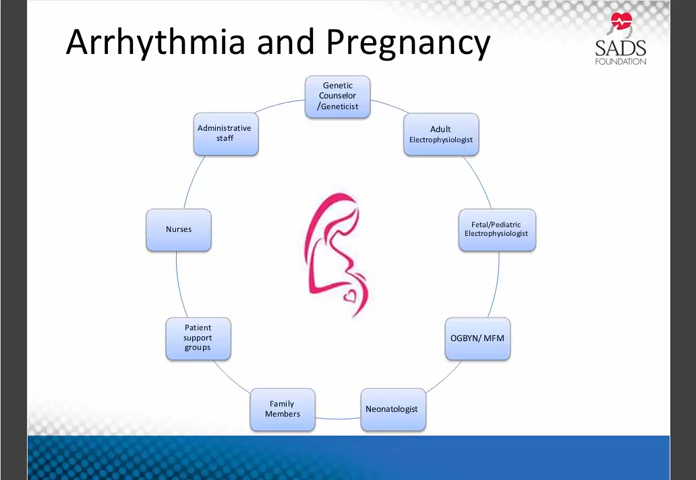 Arrhythmia and Pregnancy
SADS
FOUNDATION
Genetic
Counselor
/Geneticist
Adult
Electrophysiologist
Fetal/Pediatric
Electrophysiologist
OGBYN/ MFM
Neonatologist
Family
Members
Patient
support
groups
Nurses
Administrative
staff